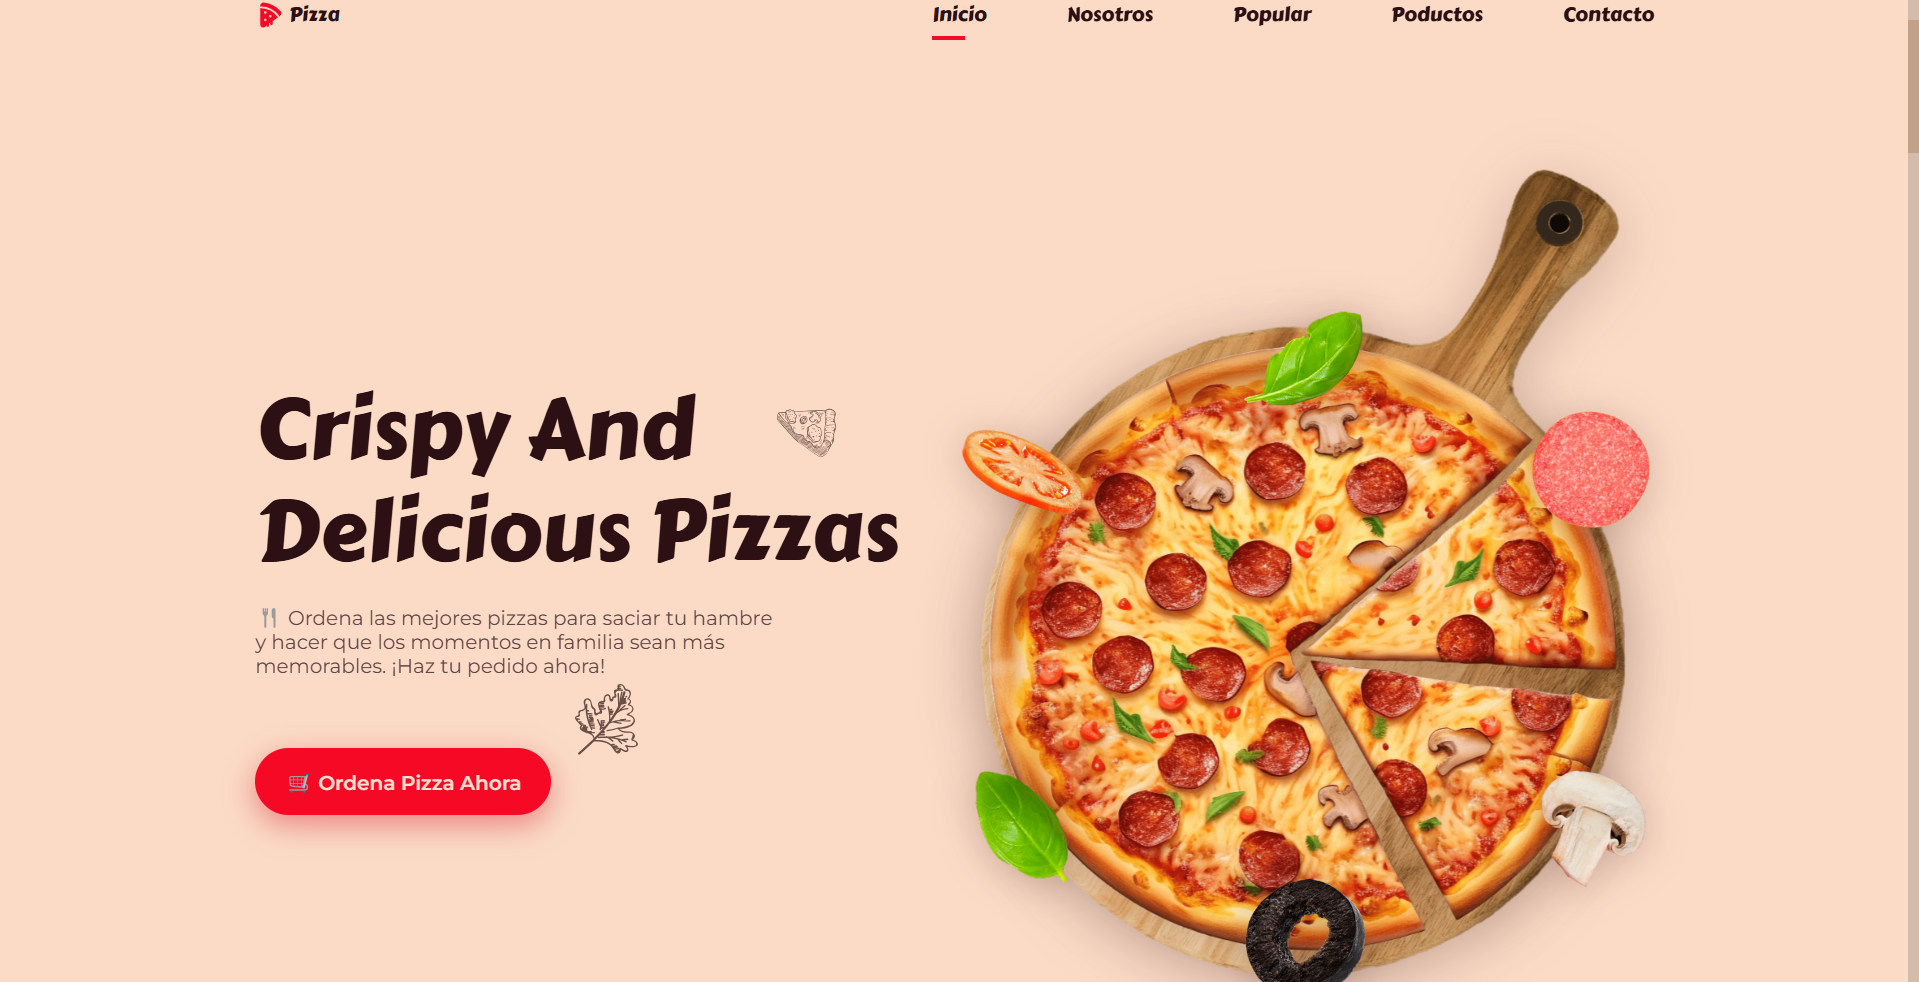 Pizza
Inicio
Nosotros
Popular
Poductos
Contacto
Crispy And
Delicious Pizzas
🍴 Ordena las mejores pizzas para saciar tu hambre
y hacer que los momentos en familia sean más
memorables. ¡Haz tu pedido ahora!
🛒 Ordena Pizza Ahora